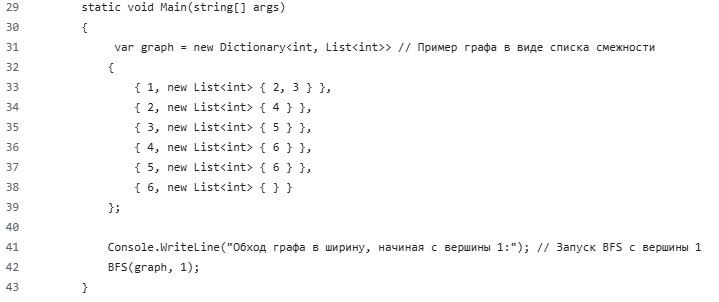 29 static void Main(string[] args)
30 {
31 var graph = new Dictionary<int, List<int>> // Пример графа в виде списка смежности
32 {
33 { 1, new List<int> { 2, 3 } },
34 { 2, new List<int> { 4 } },
35 { 3, new List<int> { 5 } },
36 { 4, new List<int> { 6 } },
37 { 5, new List<int> { 6 } },
38 { 6, new List<int> { } }
39 };
40
41 Console.WriteLine("Обход графа в ширину, начиная с вершины 1:"); // Запуск BFS с вершины 1
42 BFS(graph, 1);
43 }